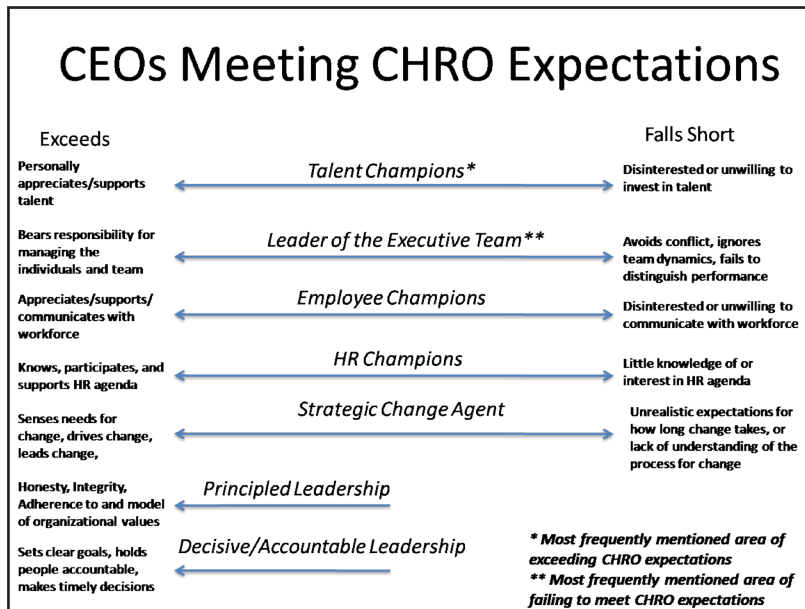 CEOs Meeting CHRO Expectations
Exceeds
Falls Short
Personally
appreciates/supports
talent
Talent Champions*
Disinterested or unwilling to
invest in talent
Bears responsibility for
managing the
individuals and team
Leader of the Executive Team**
Avoids conflict, ignores
team dynamics, fails to
distinguish performance
Appreciates/supports/
communicates with
workforce
Employee Champions
Disinterested or unwilling to
communicate with workforce
Knows, participates, and
supports HR agenda
HR Champions
Little knowledge of or
interest in HR agenda
Senses needs for
change, drives change,
leads change,
Strategic Change Agent
Unrealistic expectations for
how long change takes, or
lack of understanding of the
process for change
Honesty, Integrity,
Adherence to and model
of organizational values
Principled Leadership
Sets clear goals, holds
people accountable,
makes timely decisions
Decisive/Accountable Leadership
* Most frequently mentioned area of
exceeding CHRO expectations
** Most frequently mentioned area of
failing to meet CHRO expectations